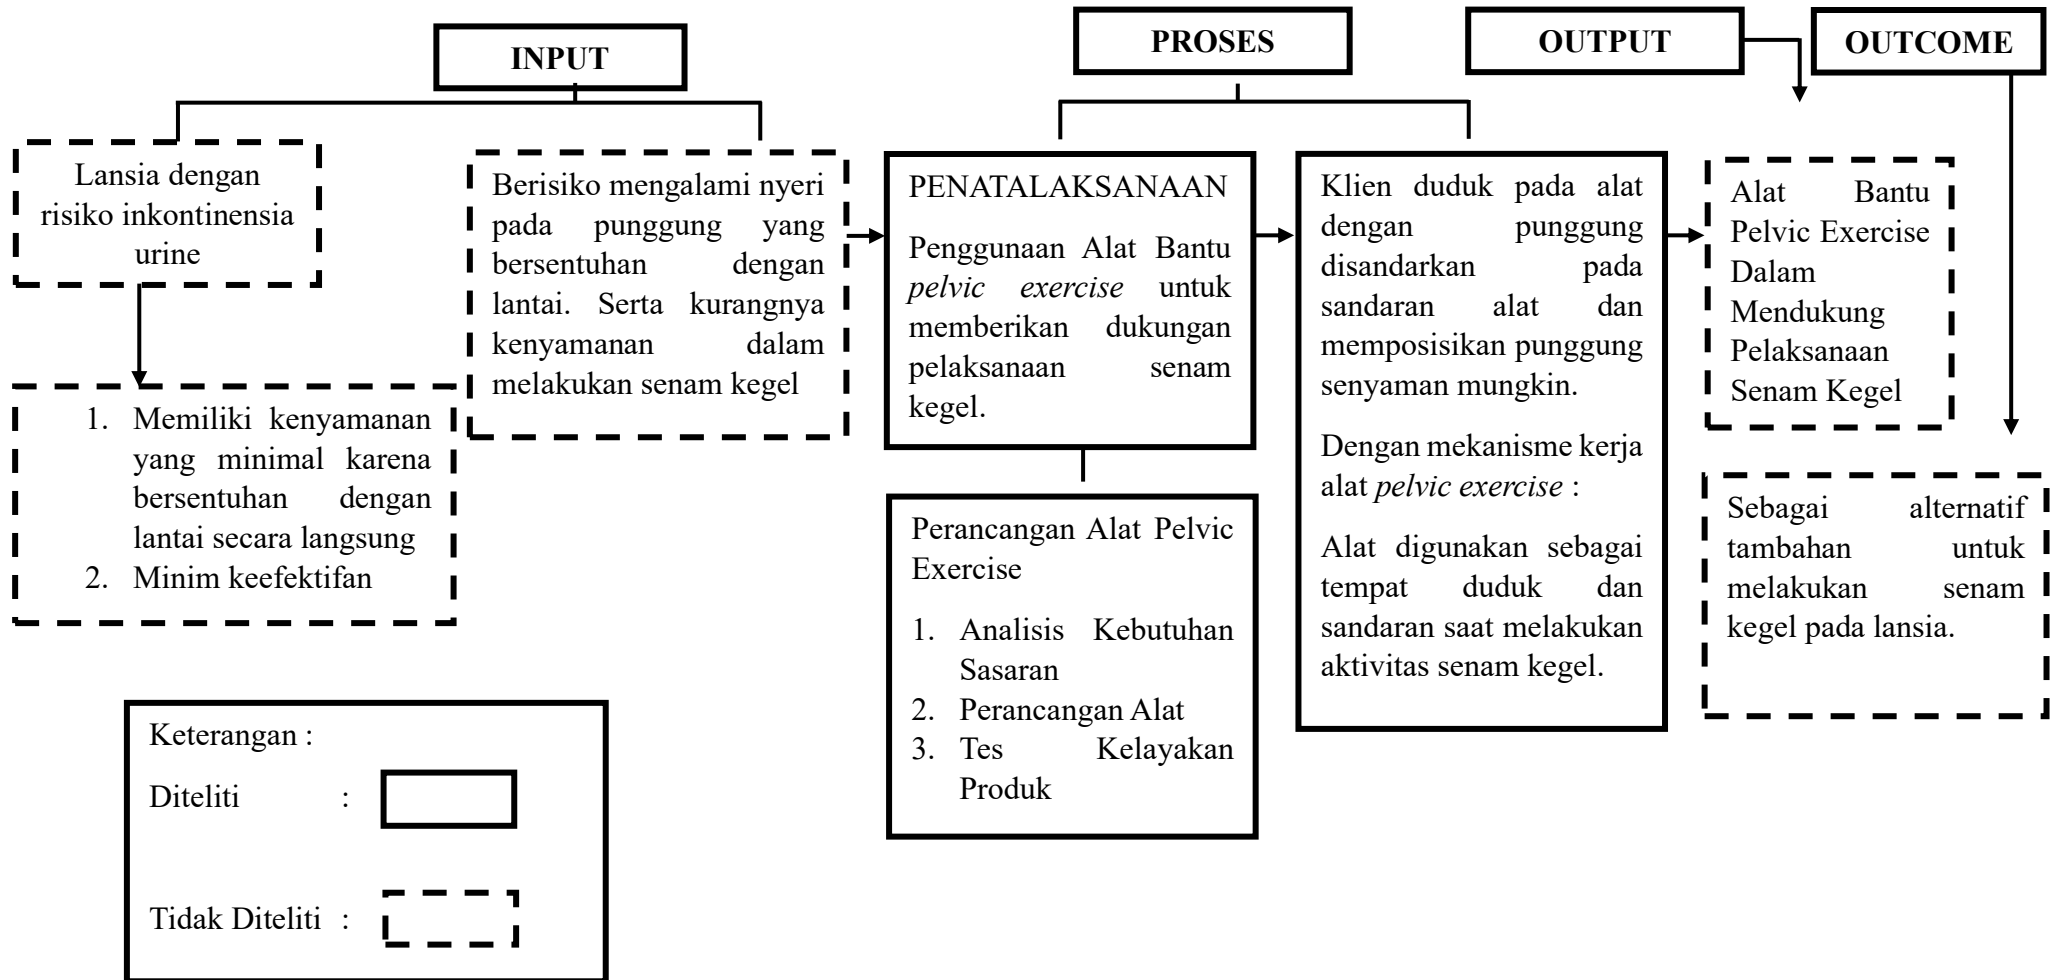 INPUT
PROSES
OUTPUT
OUTCOME
Lansia dengan
risiko inkontinensia
urine
1. Memiliki kenyamanan
yang minimal karena
bersentuhan dengan
lantai secara langsung
2. Minim keefektifan
Berisiko mengalami nyeri
pada punggung yang
bersentuhan dengan
lantai. Serta kurangnya
kenyamanan dalam
melakukan senam kegel
PENATALAKSANAAN
Penggunaan Alat Bantu
pelvic exercise untuk
memberikan dukungan
pelaksanaan senam
kegel.
Perancangan Alat Pelvic
Exercise
1. Analisis Kebutuhan
Sasaran
2. Perancangan Alat
3. Tes Kelayakan
Produk
Klien duduk pada alat
dengan punggung
disandarkan pada
sandaran alat dan
memposisikan punggung
senyaman mungkin.
Dengan mekanisme kerja
alat pelvic exercise :
Alat digunakan sebagai
tempat duduk dan
sandaran saat melakukan
aktivitas senam kegel.
Alat Bantu
Pelvic Exercise
Dalam
Mendukung
Pelaksanaan
Senam Kegel
Sebagai alternatif
tambahan untuk
melakukan senam
kegel pada lansia.
Keterangan :
Diteliti :
Tidak Diteliti :